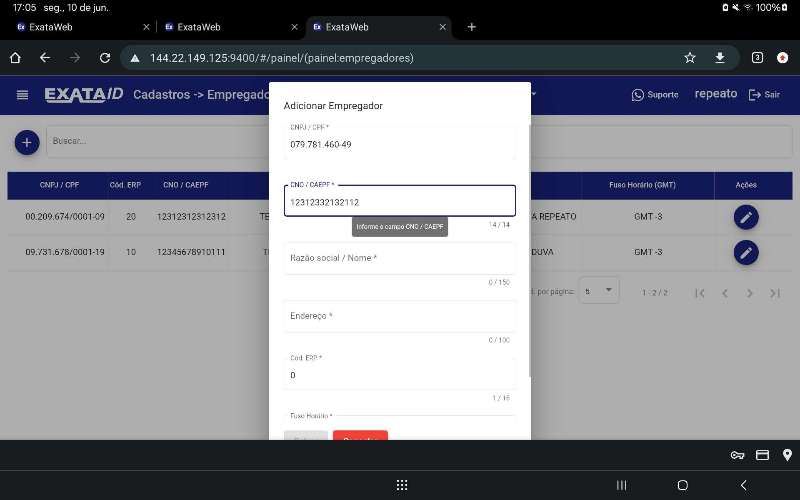 17:05 seg., 10 de jun.
100%
ExataWeb
ExataWeb
ExataWeb
144.22.149.125:9400/#/painel/(painel:empregadores)
3
EXATA ID
Cadastros -> Empregado
Suporte
repeato
Sair
Buscar...
Adicionar Empregador
CNPJ / CPF *
079.781.460-49
CNO / CAEPF *
12312332132112
Informe o campo CNO / CAEPF
14 / 14
Razão social / Nome *
0 / 150
Endereço *
0 / 100
Cód. ERP *
0
1 / 16
Fuso Horário *
CNPJ / CPF
Cód. ERP
CNO / CAEPF
Fuso Horário (GMT)
Ações
00.209.674/0001-09
20
12312312312312
TE
A REPEATO
GMT -3
09.731.678/0001-19
10
12345678910111
DUVA
GMT -3
por página:
5
1 - 2 / 2